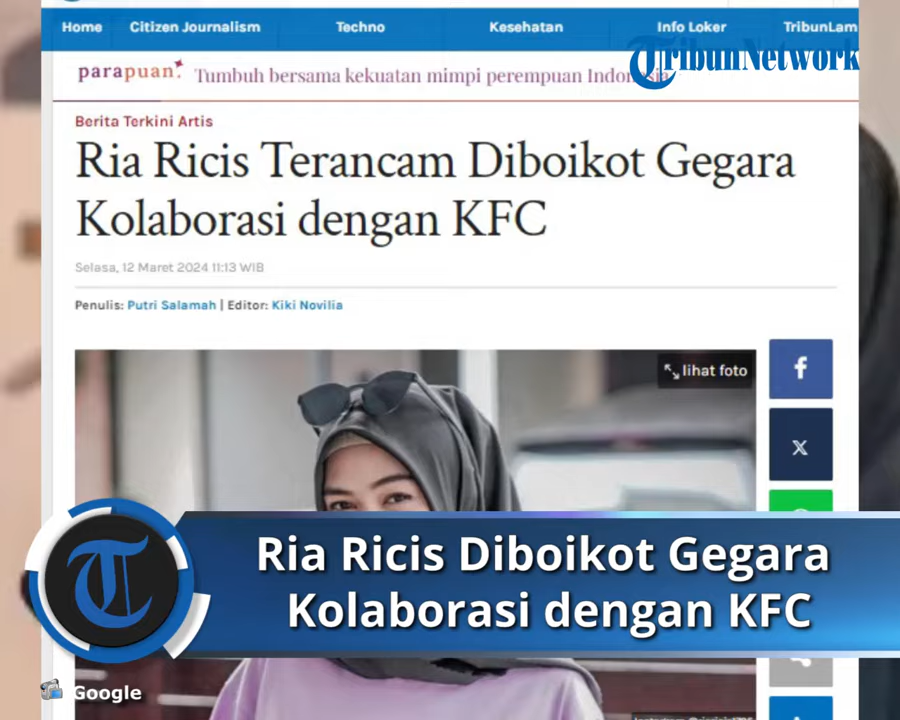 Home Citizen Journalism Techno Kesehatan Info Loker TribunLam
TribunNetwork
parapuan. Tumbuh bersama kekuatan mimpi perempuan Indonesia
Berita Terkini Artis
Ria Ricis Terancam Diboikot Gegara
Kolaborasi dengan KFC
Selasa, 12 Maret 2024 11:13 WIB
Penulis: Putri Salamah | Editor: Kiki Novilia
lihat foto
Ria Ricis Diboikot Gegara
Kolaborasi dengan KFC
Google